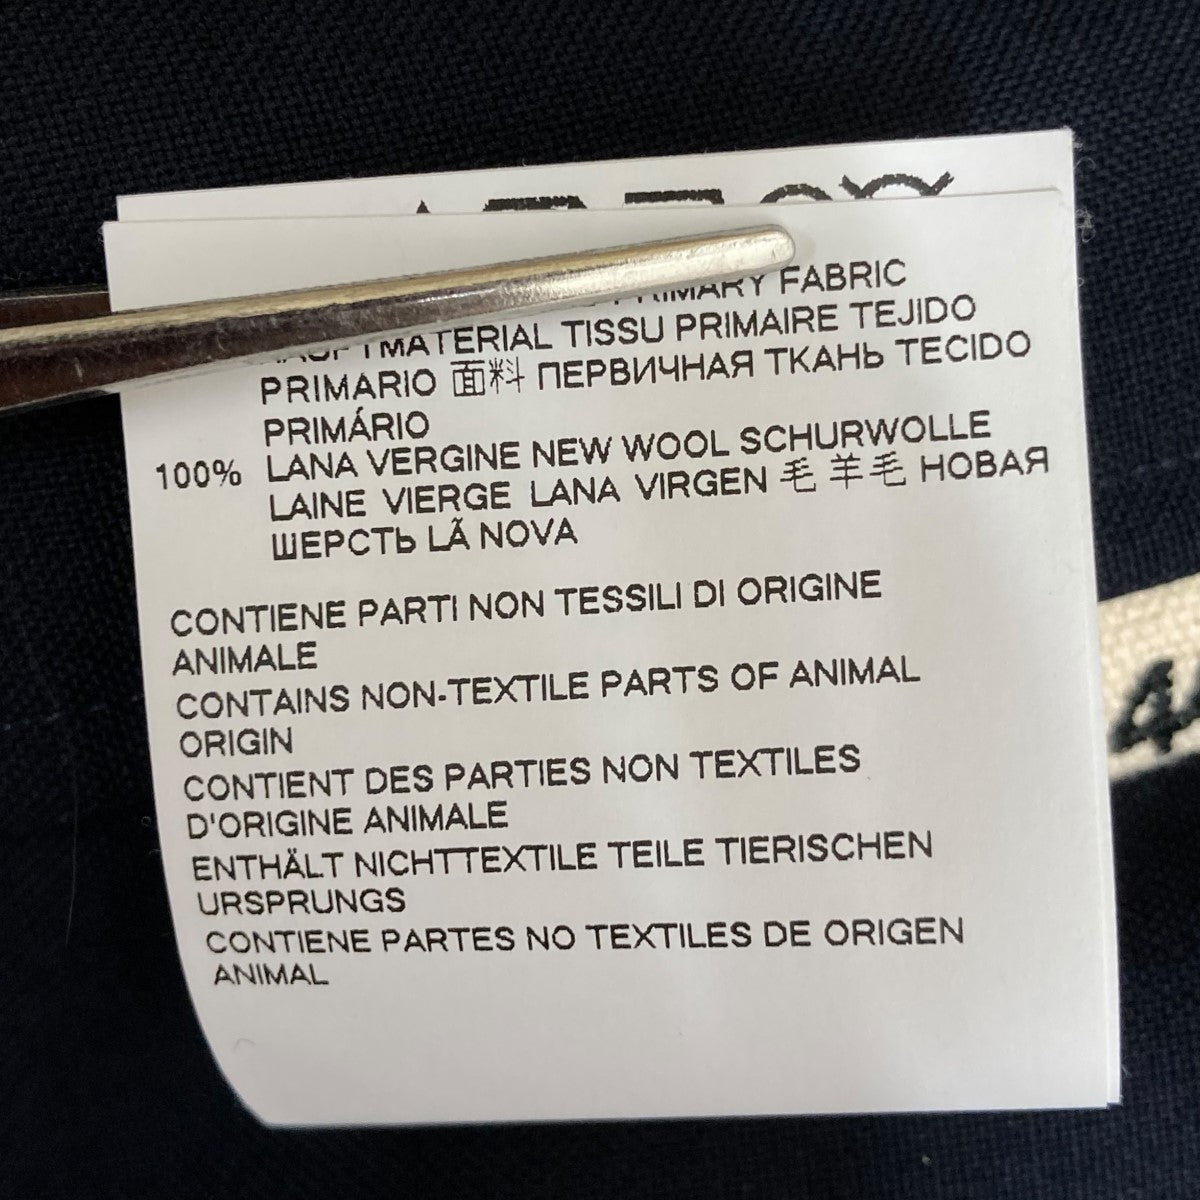 PRIMARY FABRIC
HAUPTMATERIAL TISSU PRIMAIRE TEJIDO
PRIMARIO 面料 ПЕРВИЧНАЯ ТКАНЬ TECIDO
PRIMÁRIO
100% LANA VERGINE NEW WOOL SCHURWOLLE
LAINE VIERGE LANA VIRGEN 毛 羊毛 НОВАЯ
ШЕРСТЬ LÃ NOVA
CONTIENE PARTI NON TESSILI DI ORIGINE
ANIMALE
CONTAINS NON-TEXTILE PARTS OF ANIMAL
ORIGIN
CONTIENT DES PARTIES NON TEXTILES
D'ORIGINE ANIMALE
ENTHÄLT NICHTTEXTILE TEILE TIERISCHEN
URSPRUNGS
CONTIENE PARTES NO TEXTILES DE ORIGEN
ANIMAL